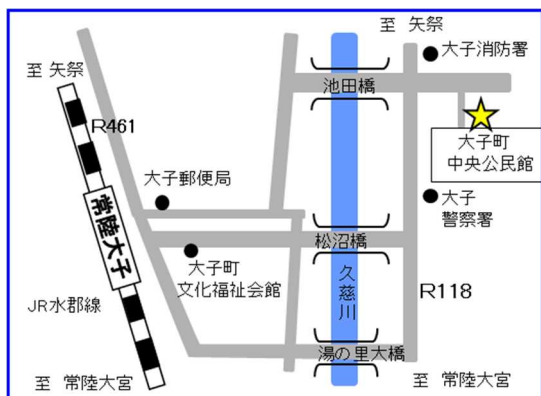 至 矢祭
大子消防署
至 矢祭
池田橋
R461
大子町
中央公民館
大子郵便局
大子
警察署
常陸大子
松沼橋
大子町
文化福祉会館
久慈川
R118
JR水郡線
湯の里大橋
至 常陸大宮
至 常陸大宮